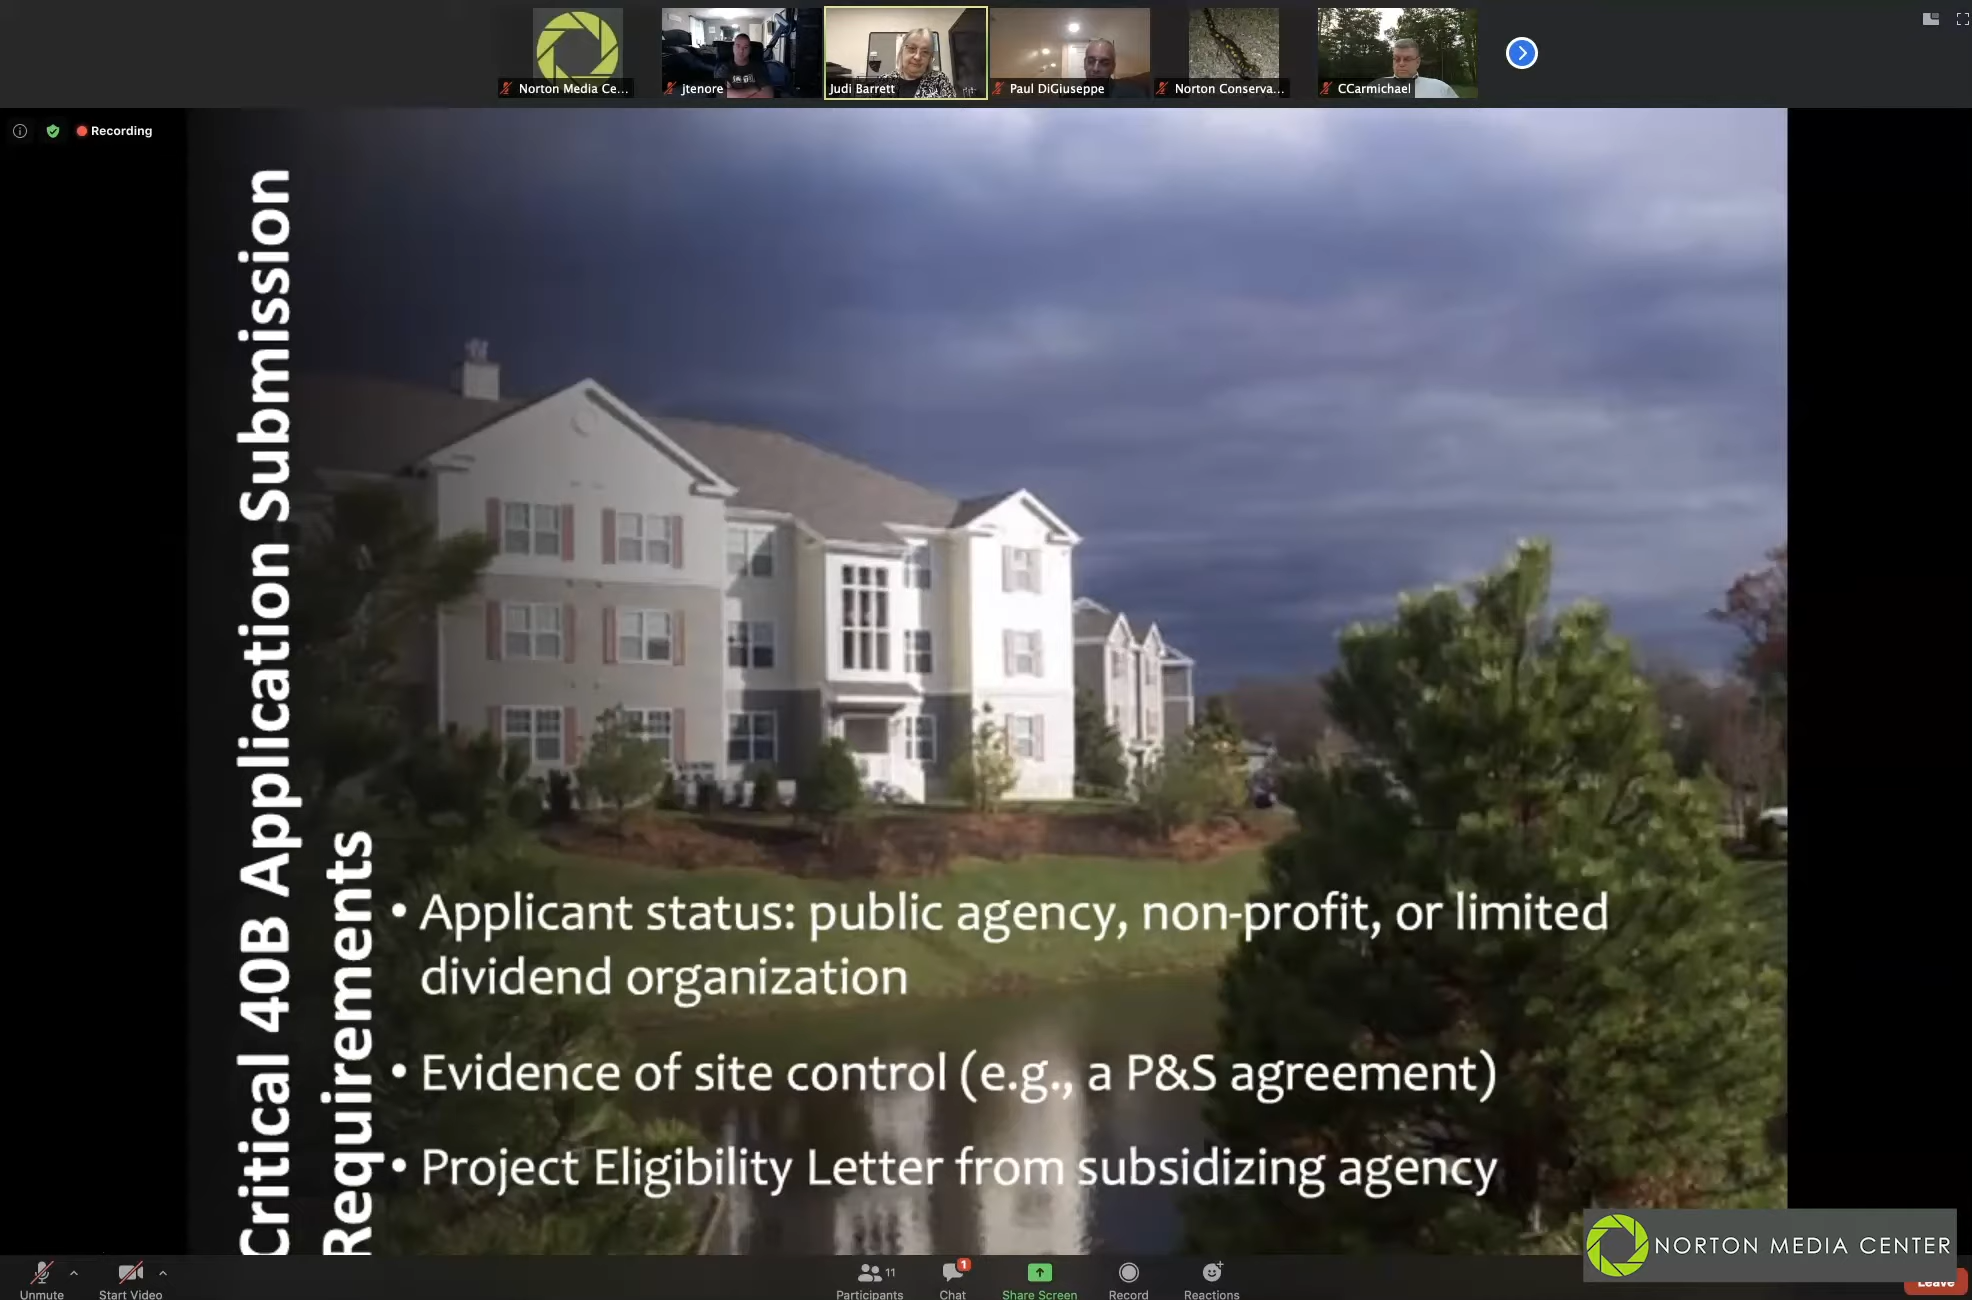 Norton Media Ce...
jtenore
Judi Barrett
Paul DiGiuseppe
Norton Conserva...
CCarmichael
Recording
Critical 40B Application Submission
Requirements
• Applicant status: public agency, non-profit, or limited
dividend organization
• Evidence of site control (e.g., a P&S agreement)
• Project Eligibility Letter from subsidizing agency
NORTON MEDIA CENTER
Unmute
Start Video
11
Participants
1
Chat
Share Screen
Record
Reactions
Leave